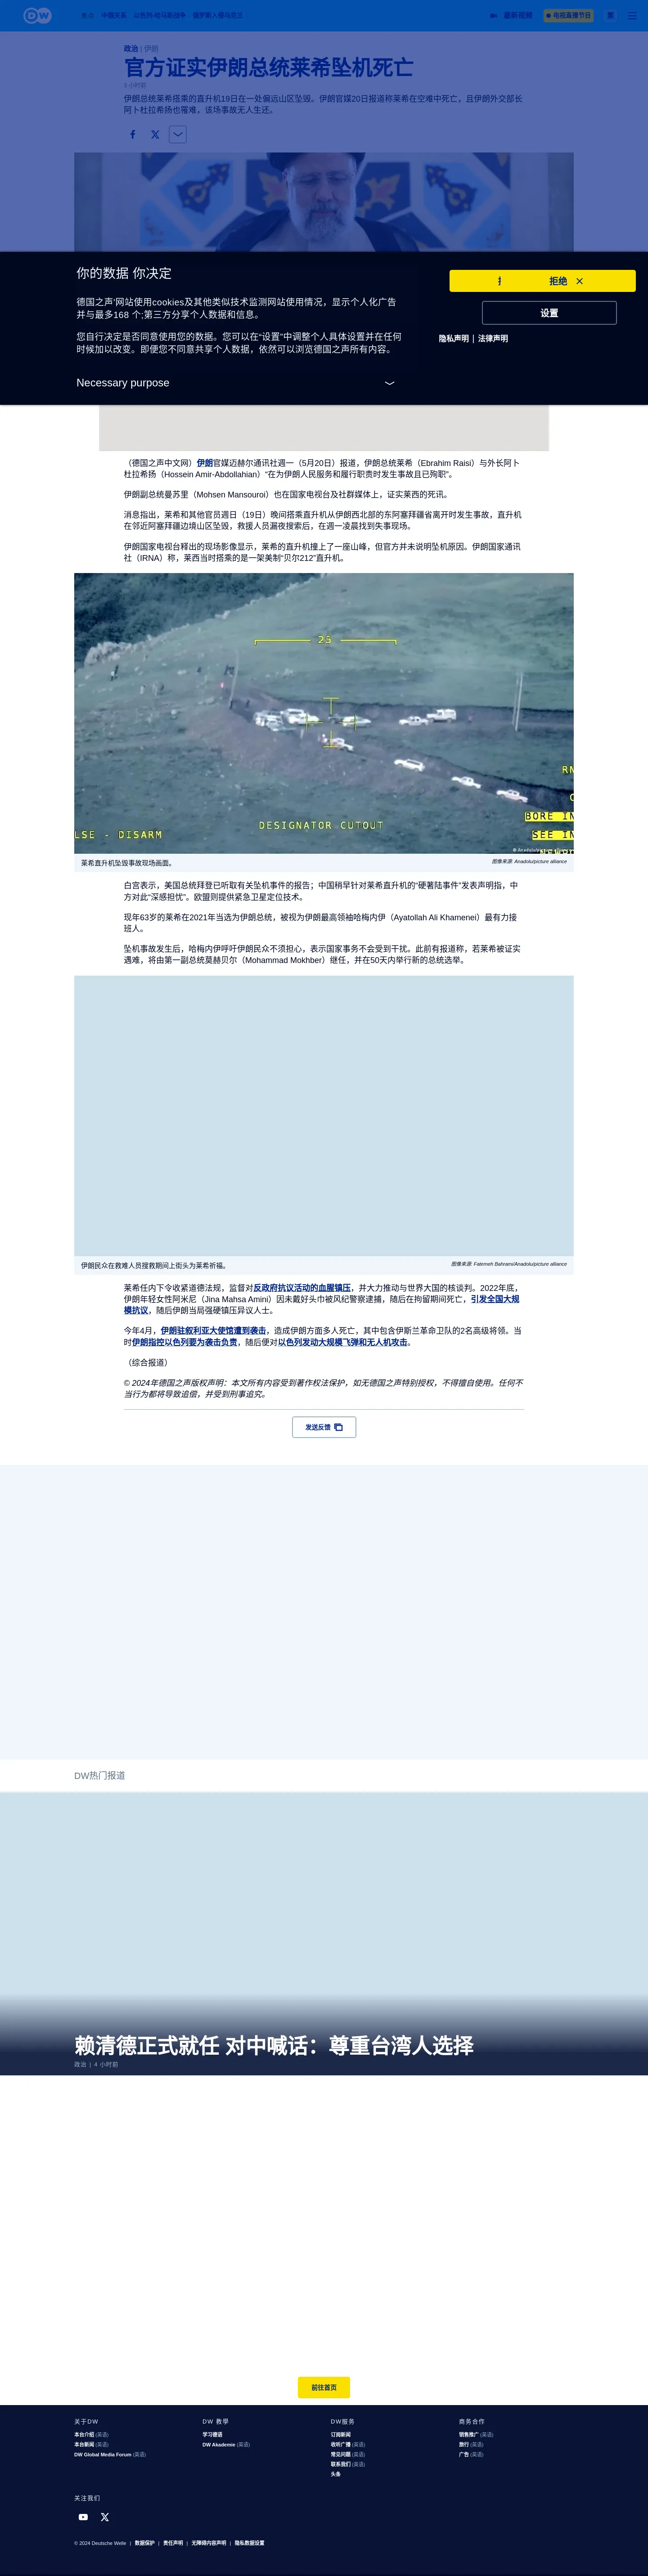 DW
焦点 中德关系 以色列-哈马斯战争 俄罗斯入侵乌克兰 最新视频 电视直播节目
政治 | 伊朗
官方证实伊朗总统莱希坠机死亡
3 小时前
伊朗总统莱希搭乘的直升机19日在一处偏远山区坠毁。伊朗官媒20日报道称莱希在空难中死亡，且伊朗外交部长
阿卜杜拉希扬也罹难，该场事故无人生还。
你的数据 你决定
德国之声'网站使用cookies及其他类似技术监测网站使用情况，显示个人化广告
并与最多168 个;第三方分享个人数据和信息。
您自行决定是否同意使用您的数据。您可以在"设置"中调整个人具体设置并在任何
时候加以改变。即便您不同意共享个人数据，依然可以浏览德国之声所有内容。
Necessary purpose
拒绝
设置
隐私声明 | 法律声明
（德国之声中文网）伊朗官媒迈赫尔通讯社週一（5月20日）报道，伊朗总统莱希（Ebrahim Raisi）与外长阿卜
杜拉希扬（Hossein Amir-Abdollahian）"在为伊朗人民服务和履行职责时发生事故且已殉职"。
伊朗副总统曼苏里（Mohsen Mansouroi）也在国家电视台及社群媒体上，证实莱西的死讯。
消息指出，莱希和其他官员週日（19日）晚间搭乘直升机从伊朗西北部的东阿塞拜疆省离开时发生事故，直升机
在邻近阿塞拜疆边境山区坠毁，救援人员漏夜搜索后，在週一凌晨找到失事现场。
伊朗国家电视台释出的现场影像显示，莱希的直升机撞上了一座山峰，但官方并未说明坠机原因。伊朗国家通讯
社（IRNA）称，莱西当时搭乘的是一架美制"贝尔212"直升机。
25
DESIGNATOR CUTOUT
LSE - DISARM
BORE IN
SEE IN
莱希直升机坠毁事故现场画面。
图像来源: Anadolu/picture alliance
白宫表示，美国总统拜登已听取有关坠机事件的报告；中国稍早针对莱希直升机的"硬著陆事件"发表声明指，中
方对此"深感担忧"。欧盟则提供紧急卫星定位技术。
现年63岁的莱希在2021年当选为伊朗总统，被视为伊朗最高领袖哈梅内伊（Ayatollah Ali Khamenei）最有力接
班人。
坠机事故发生后，哈梅内伊呼吁伊朗民众不须担心，表示国家事务不会受到干扰。此前有报道称，若莱希被证实
遇难，将由第一副总统莫赫贝尔（Mohammad Mokhber）继任，并在50天内举行新的总统选举。
伊朗民众在救难人员搜救期间上街头为莱希祈福。
图像来源: Fatemeh Bahrami/Anadolu/picture alliance
莱希任内下令收紧道德法规，监督对反政府抗议活动的血腥镇压，并大力推动与世界大国的核谈判。2022年底，
伊朗年轻女性阿米尼（Jina Mahsa Amini）因未戴好头巾被风纪警察逮捕，随后在拘留期间死亡，引发全国大规
模抗议，随后伊朗当局强硬镇压异议人士。
今年4月，伊朗驻叙利亚大使馆遭到袭击，造成伊朗方面多人死亡，其中包含伊斯兰革命卫队的2名高级将领。当
时伊朗指控以色列要为袭击负责，随后便对以色列发动大规模飞弹和无人机攻击。
（综合报道）
© 2024年德国之声版权声明：本文所有内容受到著作权法保护，如无德国之声特别授权，不得擅自使用。任何不
当行为都将导致追偿，并受到刑事追究。
发送反馈
DW热门报道
赖清德正式就任 对中喊话：尊重台湾人选择
政治 | 4 小时前
前往首页
关于DW
本台介绍 (英语)
本台新闻 (英语)
DW Global Media Forum (英语)
DW 教學
学习德语
DW Akademie (英语)
DW服务
订阅新闻
收听广播 (英语)
常见问题 (英语)
联系我们 (英语)
头条
商务合作
销售推广 (英语)
旅行 (英语)
广告 (英语)
关注我们
© 2024 Deutsche Welle | 数据保护 | 责任声明 | 无障碍内容声明 | 隐私数据设置